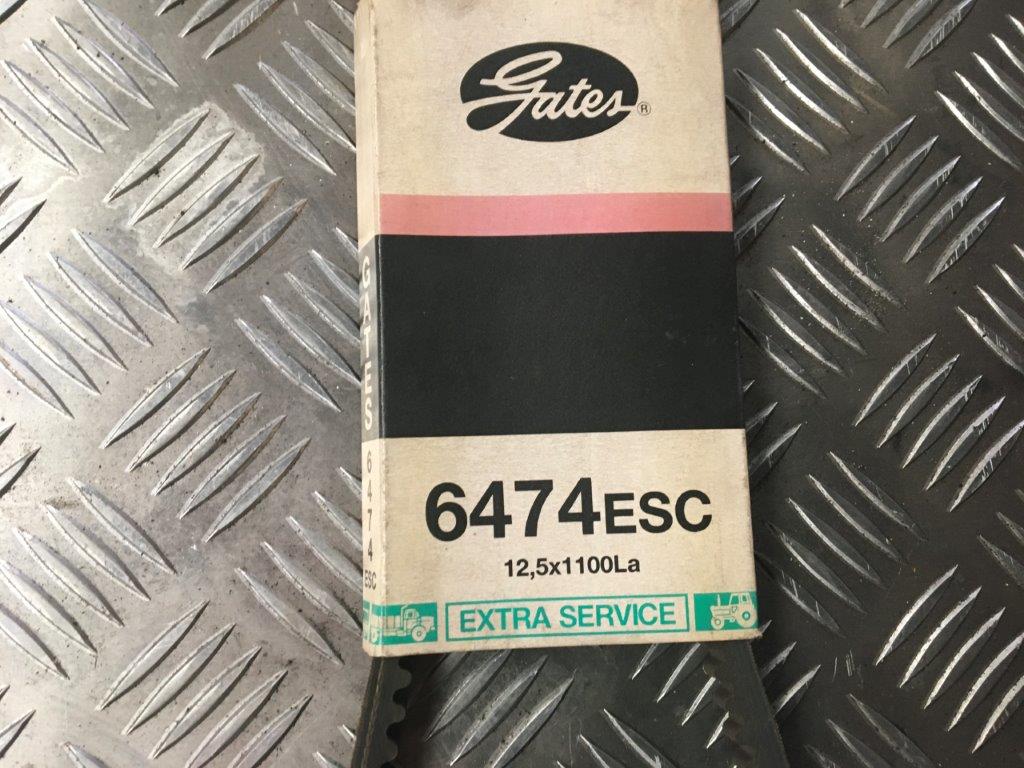 Gates®
GATES 6474 ESC
6474ESC
12,5x1100La
EXTRA SERVICE